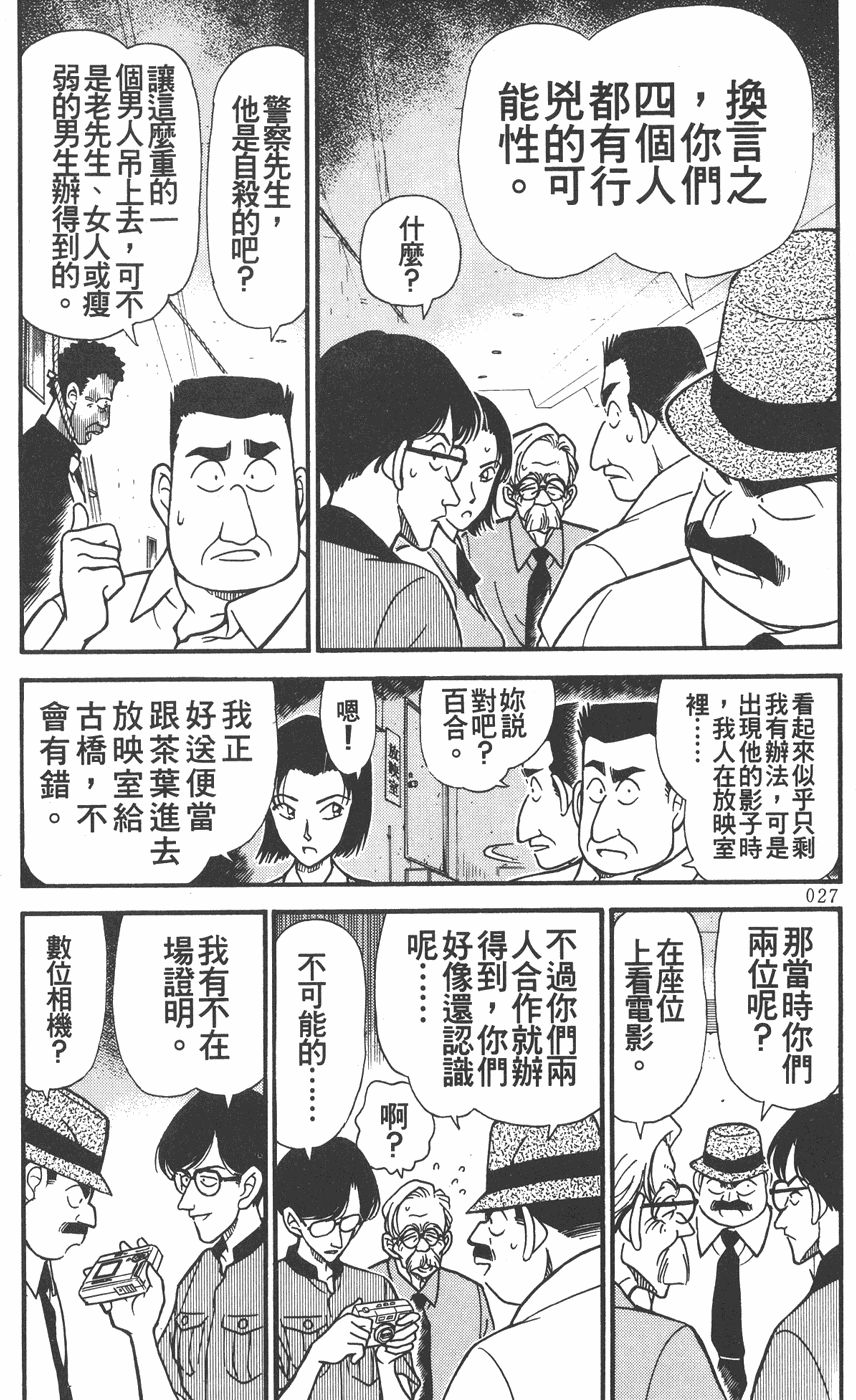 換言之
，你們
四個人
都有行
兇的可
能性。
什麼？
警察先生，
他是自殺的吧？
讓這麼重的一
個男人吊上去，可不
是老先生、女人或瘦
弱的男生辦得到的。
看起來似乎只剩
我有辦法，可是
出現他的影子時
，我人在放映室
裡……
妳説
對吧？
百合。
放映室
嗯！
我正
好送便當
跟茶葉進去
放映室給
古橋，不
會有錯。
027
那當時你們
兩位呢？
在座位
上看電影。
不過你們兩
人合作就辦
得到，你們
好像還認識
呢……
啊？
不可能的……
我有不在
場證明。
數位相機？